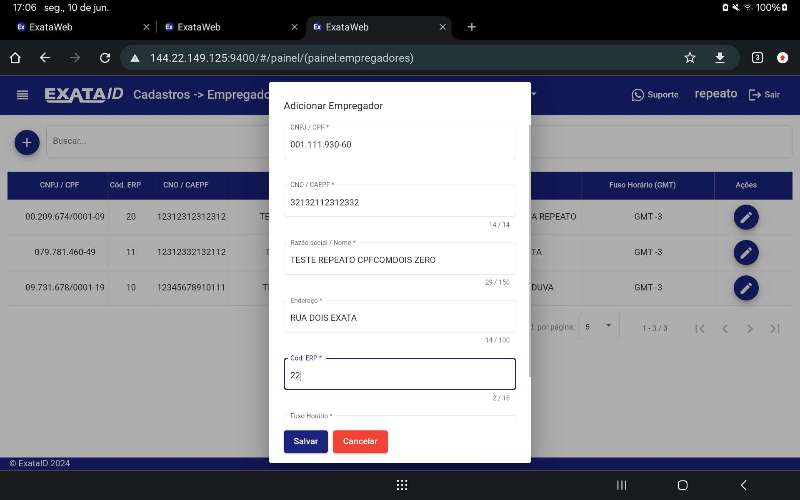 17:06 seg., 10 de jun.
100%
ExataWeb
ExataWeb
ExataWeb
144.22.149.125:9400/#/painel/(painel:empregadores)
3
EXATAID
Cadastros -> Empregado
Suporte
repeato
Sair
Buscar...
CNPJ / CPF Cód. ERP CNO / CAEPF Fuso Horário (GMT) Ações
00.209.674/0001-09 20 12312312312312 TE A REPEATO GMT -3
079.781.460-49 11 12312332132112 TA GMT -3
09.731.678/0001-19 10 12345678910111 DUVA GMT -3
por página: 5 1 - 3 / 3
Adicionar Empregador
CNPJ / CPF *
001.111.930-60
CNO / CAEPF *
32132112312332
14 / 14
Razão social / Nome *
TESTE REPEATO CPFCOMDOIS ZERO
29 / 150
Endereço *
RUA DOIS EXATA
14 / 100
Cód. ERP *
22
2 / 16
Fuso Horário *
Salvar
Cancelar
© ExataID 2024